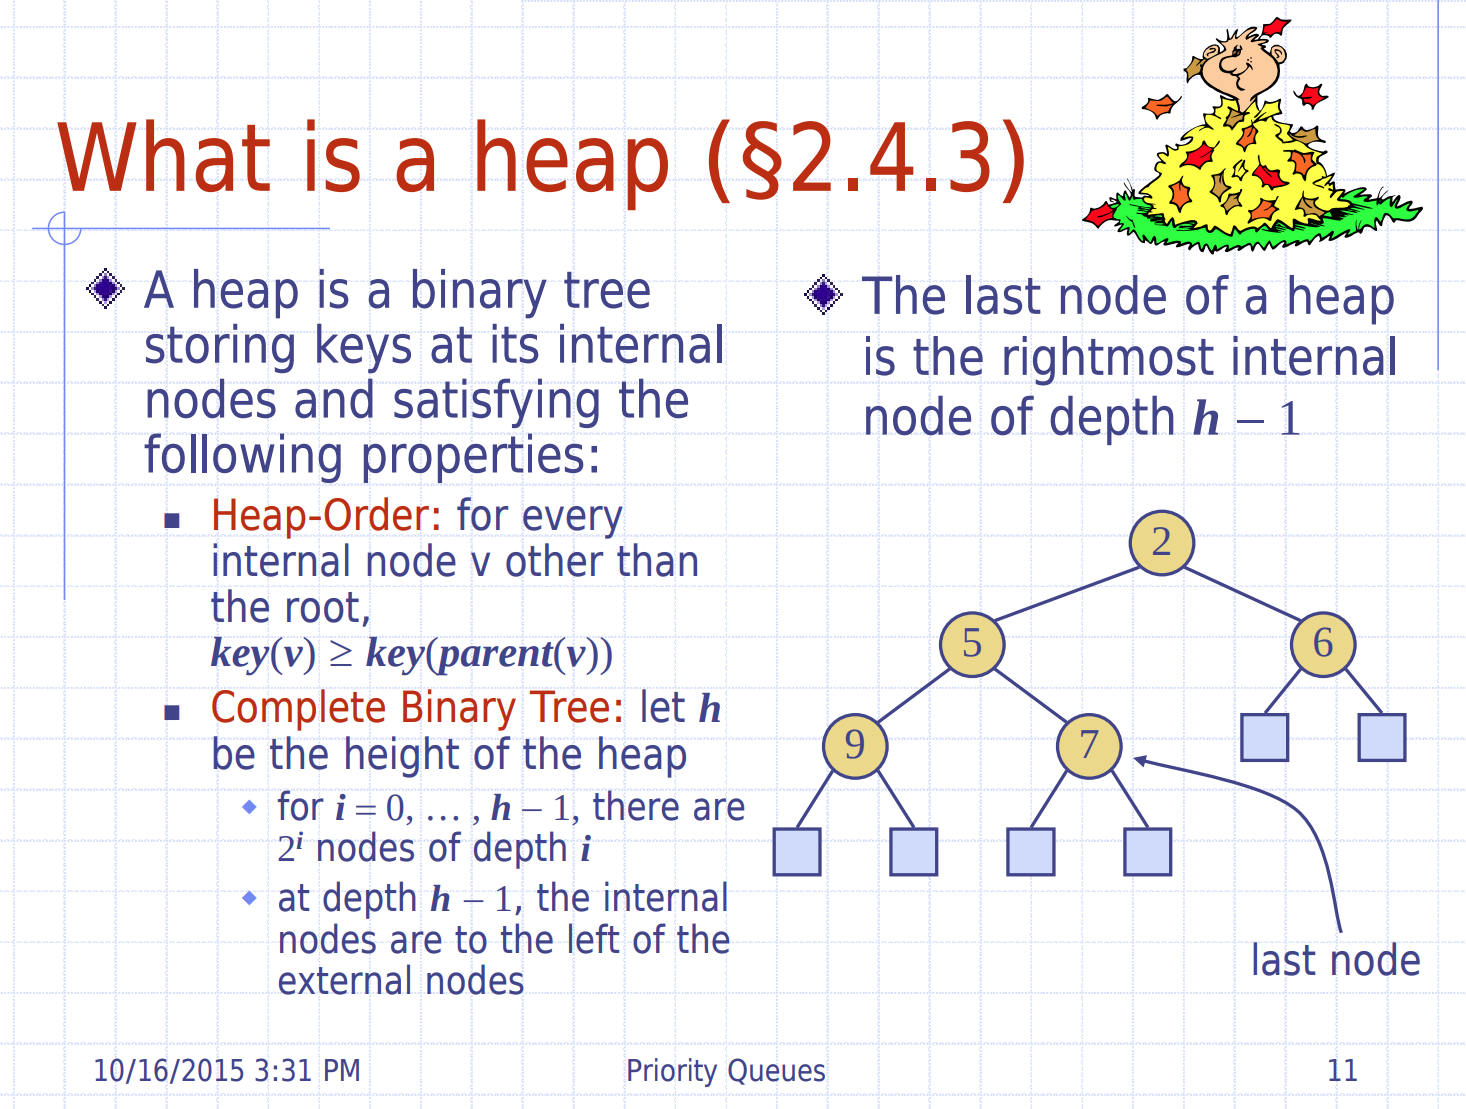 What is a heap (§2.4.3)
A heap is a binary tree
storing keys at its internal
nodes and satisfying the
following properties:
Heap-Order: for every
internal node v other than
the root,
key(v) ≥ key(parent(v))
Complete Binary Tree: let h
be the height of the heap
for i = 0, … , h – 1, there are
2^i nodes of depth i
at depth h – 1, the internal
nodes are to the left of the
external nodes
The last node of a heap
is the rightmost internal
node of depth h – 1
2
5 6
9 7
last node
10/16/2015 3:31 PM Priority Queues 11